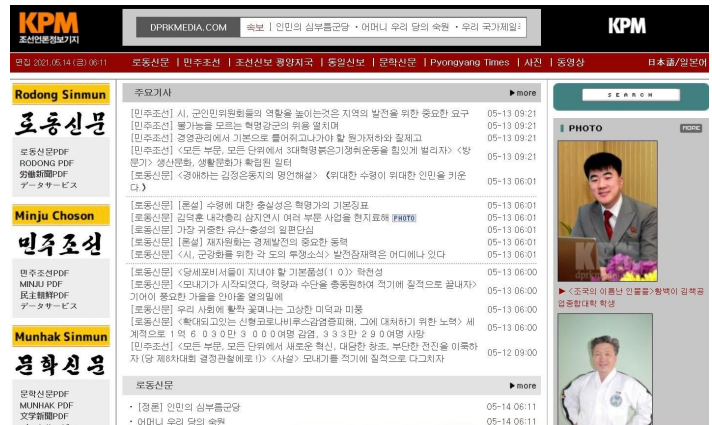 KPM
조선언론정보기지
DPRKMEDIA.COM
속보 | 인민의 심부름군당 ・어머니 우리 당의 숙원 ・우리 국가제일
KPM
편집 2021.05.14 (금) 06:11
로동신문 | 민주조선 | 조선신보 평양지국 | 통일신보 | 문학신문 | Pyongyang Times | 사진 | 동영상
日本語/일본어
Rodong Sinmun
로동신문
로동신문PDF
RODONG PDF
労働新聞PDF
データサービス
Minju Choson
민주조선
민주조선PDF
MINJU PDF
民主朝鮮PDF
データサービス
Munhak Sinmun
문학신문
문학신문PDF
MUNHAK PDF
文学新聞PDF
주요기사
▶more
[민주조선] 시, 군인민위원회들의 역할을 높이는것은 지역의 발전을 위한 중요한 요구 05-13 09:21
[민주조선] 불가능을 모르는 혁명강군의 위용 떨치며 05-13 09:21
[민주조선] 경영관리에서 기본으로 틀어쥐고나가야 할 원가저하와 질제고 05-13 09:21
[민주조선] <모든 부문, 모든 단위에서 3대혁명붉은기쟁취운동을 힘있게 벌리자> <방
문기> 생산문화, 생활문화가 확립된 일터 05-13 09:21
[로동신문] <경애하는 김정은동지의 명언해설> 《위대한 수령이 위대한 인민을 키운
다.》 05-13 06:01
[로동신문] [론설] 수령에 대한 충실성은 혁명가의 기본징표 05-13 06:01
[로동신문] 김덕훈 내각총리 삼지연시 여러 부문 사업을 현지료해 PHOTO 05-13 06:01
[로동신문] 가장 귀중한 유산-충성의 일편단심 05-13 06:01
[로동신문] [론설] 재자원화는 경제발전의 중요한 동력 05-13 06:01
[로동신문] <시, 군강화를 위한 각 도의 투쟁소식> 발전잠재력은 어디에나 있다 05-13 06:01
[로동신문] <당세포비서들이 지녀야 할 기본품성(10)> 락천성 05-13 06:00
[로동신문] <모내기가 시작되였다, 력량과 수단을 총동원하여 적기에 질적으로 끝내자>
기어이 풍요한 가을을 안아올 열의밑에 05-13 06:00
[로동신문] 우리 사회에 활짝 꽃펴나는 고상한 미덕과 미풍 05-13 06:00
[로동신문] <확대되고있는 신형코로나비루스감염증피해, 그에 대처하기 위한 노력> 세
계적으로 1억 6030만 3000여명 감염, 333만 2900여명 사망 05-13 06:00
[민주조선] <모든 부문, 모든 단위에서 새로운 혁신, 대담한 창조, 부단한 전진을 이룩하
자 (당 제8차대회 결정관철에로!)> <사설> 모내기를 적기에 질적으로 다그치자 05-12 09:00
로동신문
▶more
・ [정론] 인민의 심부름군당 05-14 06:11
・ 어머니 우리 당의 숙원 05-14 06:11
SEARCH
PHOTO
MORE
dprkmedia
▶ <조국의 이름난 인물들>황백이 김책공
업종합대학 학생